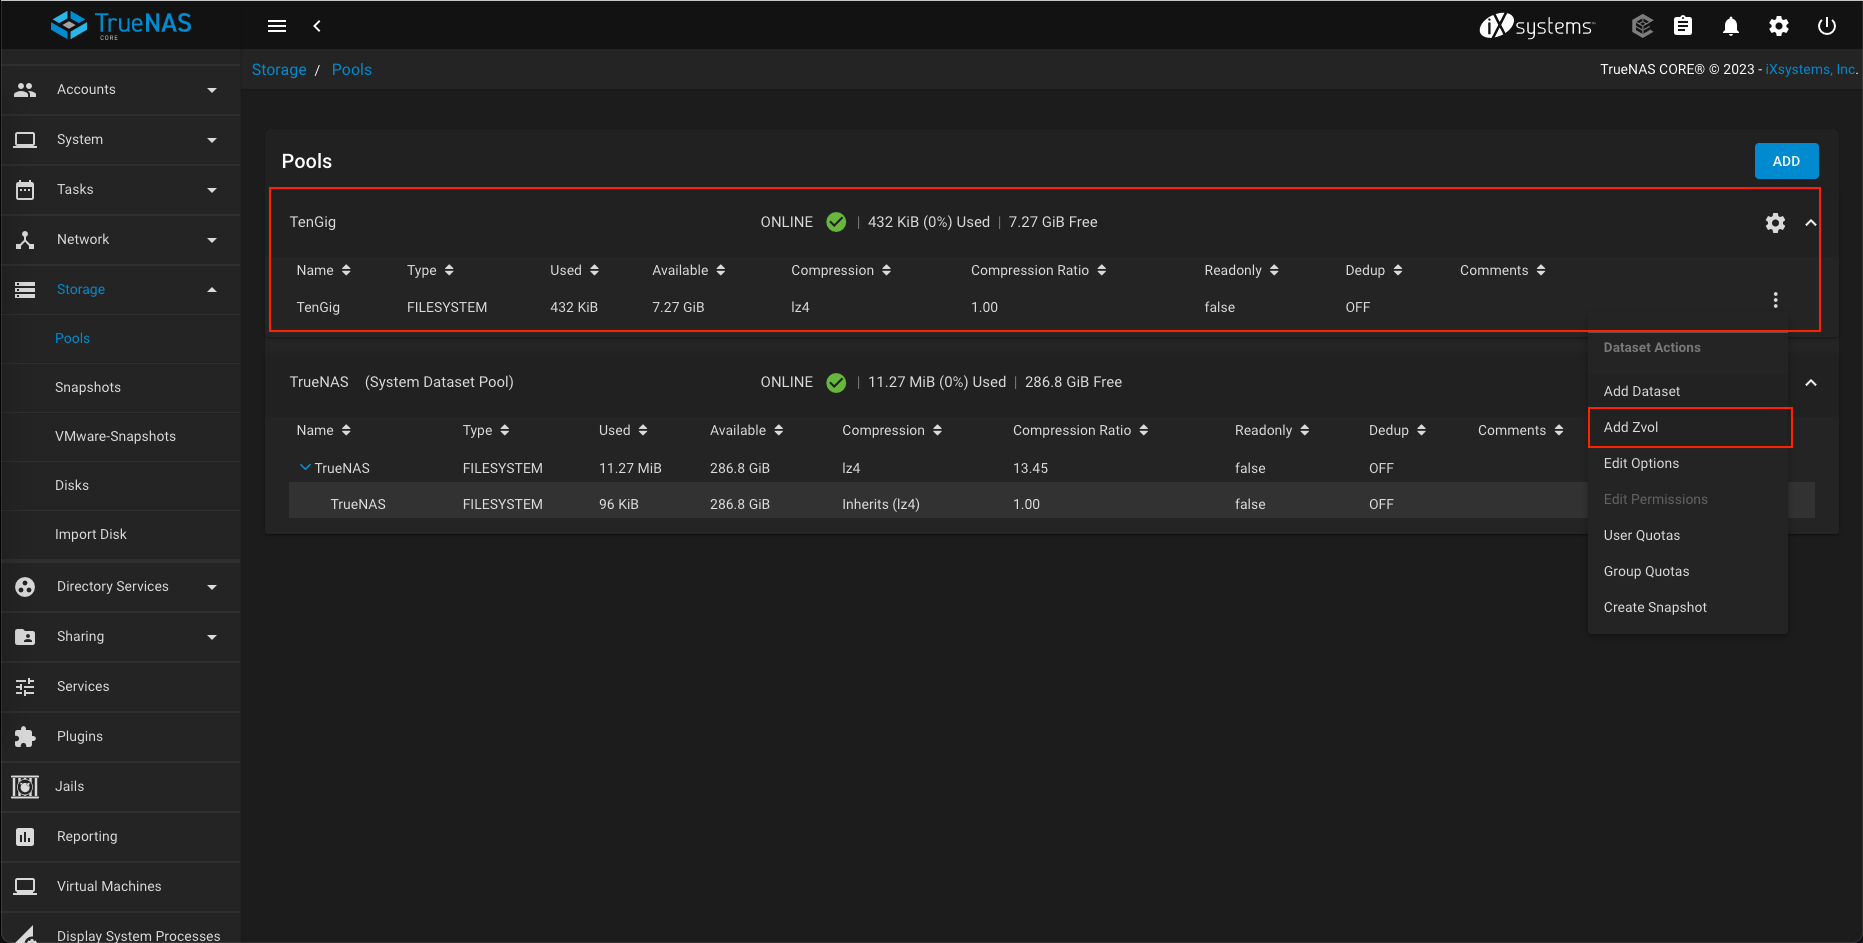 TrueNAS
CORE
iXsystems
Storage / Pools
TrueNAS CORE® © 2023 - iXsystems, Inc.
Accounts
System
Tasks
Network
Storage
Pools
Snapshots
VMware-Snapshots
Disks
Import Disk
Directory Services
Sharing
Services
Plugins
Jails
Reporting
Virtual Machines
Display System Processes
Pools
ADD
TenGig ONLINE | 432 KiB (0%) Used | 7.27 GiB Free
Name Type Used Available Compression Compression Ratio Readonly Dedup Comments
TenGig FILESYSTEM 432 KiB 7.27 GiB lz4 1.00 false OFF
TrueNAS (System Dataset Pool) ONLINE | 11.27 MiB (0%) Used | 286.8 GiB Free
Name Type Used Available Compression Compression Ratio Readonly Dedup Comments
TrueNAS FILESYSTEM 11.27 MiB 286.8 GiB lz4 13.45 false OFF
TrueNAS FILESYSTEM 96 KiB 286.8 GiB Inherits (lz4) 1.00 false OFF
Dataset Actions
Add Dataset
Add Zvol
Edit Options
Edit Permissions
User Quotas
Group Quotas
Create Snapshot